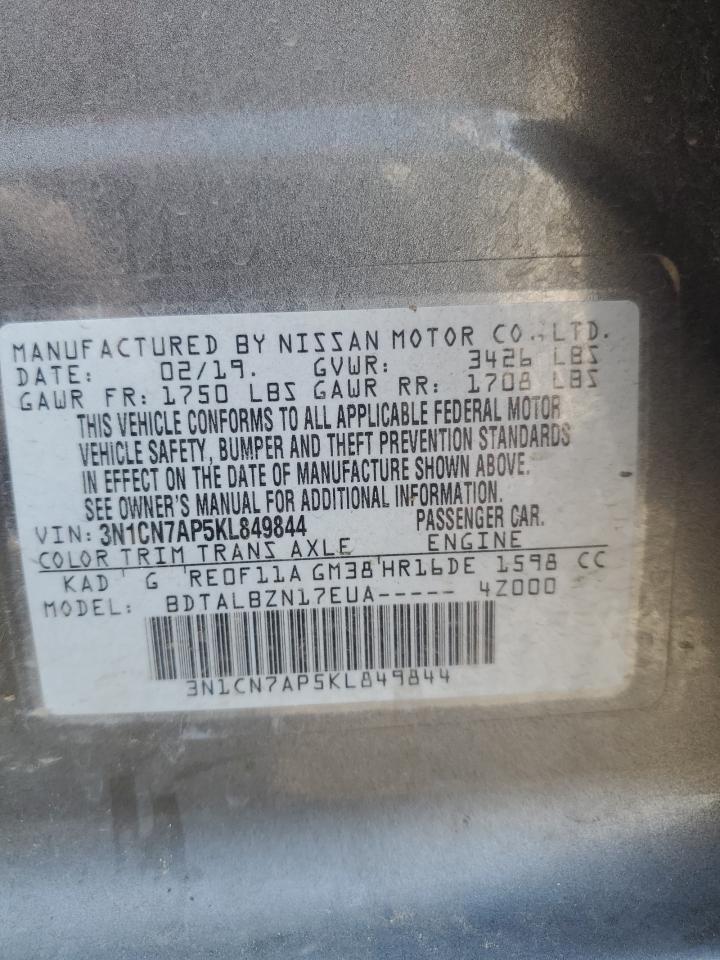 MANUFACTURED BY NISSAN MOTOR CO., LTD.
DATE: 02/19. GVWR: 3426 LBS
GAWR FR: 1750 LBS GAWR RR: 1708 LBS
THIS VEHICLE CONFORMS TO ALL APPLICABLE FEDERAL MOTOR
VEHICLE SAFETY, BUMPER AND THEFT PREVENTION STANDARDS
IN EFFECT ON THE DATE OF MANUFACTURE SHOWN ABOVE.
SEE OWNER'S MANUAL FOR ADDITIONAL INFORMATION.
VIN: 3N1CN7AP5KL849844 PASSENGER CAR.
COLOR TRIM TRANS AXLE ENGINE
KAD G RE0F11A GM38 HR16DE 1598 CC
MODEL: BDTALBZN17EUA----- 4Z000
3N1CN7AP5KL849844